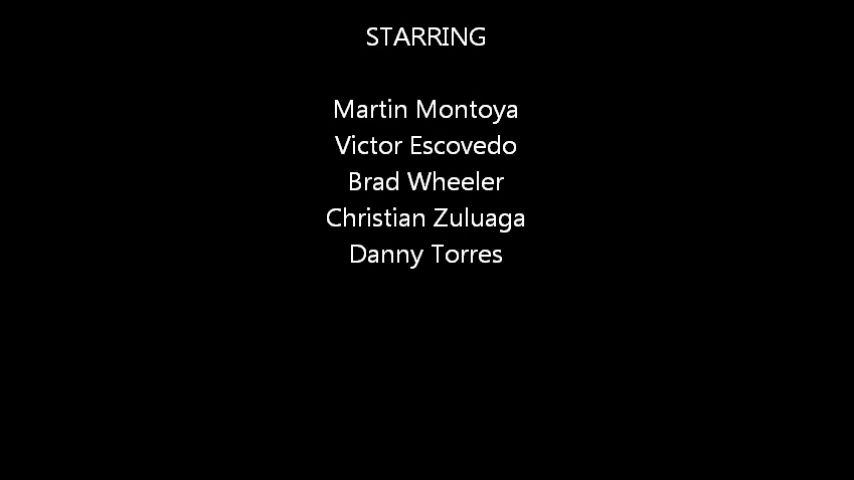 STARRING
Martin Montoya
Victor Escovedo
Brad Wheeler
Christian Zuluaga
Danny Torres